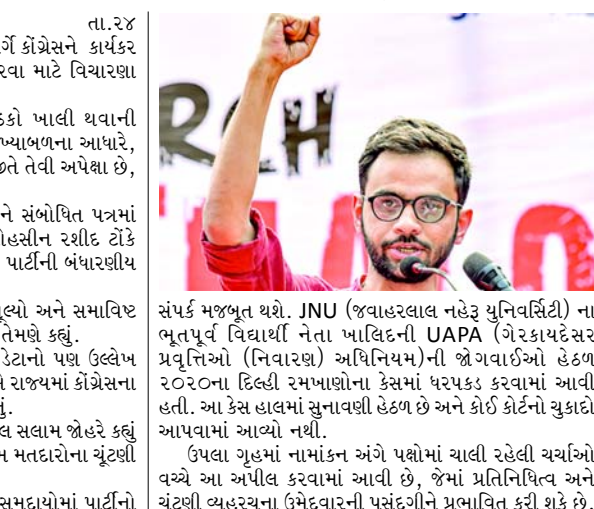 તા.૨૪
ર્ગે કોંગ્રેસને કાર્યકર
રવા માટે વિચારણા
ઠકો ખાલી થવાની
ખ્યાબળના આધારે,
જીતે તેવી અપેક્ષા છે,
ને સંબોધિત પત્રમાં
ોહસીન રશીદ ટોંકે
પાર્ટીની બંધારણીય
મૂલ્યો અને સમાવિષ્ટ
તેમણે કહ્યું.
ડેટાનો પણ ઉલ્લેખ
રાજ્યમાં કોંગ્રેસના
લ સલામ જોહરે કહ્યું
મતદારોના ચૂંટણી
સમુદાયોમાં પાર્ટીનો
RCH
સંપર્ક મજબૂત થશે. JNU (જવાહરલાલ નહેરૂ યુનિવર્સિટી) ના
ભૂતપૂર્વ વિદ્યાર્થી નેતા ખાલિદની UAPA (ગેરકાયદેસર
પ્રવૃત્તિઓ (નિવારણ) અધિનિયમ)ની જોગવાઈઓ હેઠળ
૨૦૨૦ના દિલ્હી રમખાણોના કેસમાં ધરપકડ કરવામાં આવી
હતી. આ કેસ હાલમાં સુનાવણી હેઠળ છે અને કોઈ કોર્ટનો ચુકાદો
આપવામાં આવ્યો નથી.
ઉપલા ગૃહમાં નામાંકન અંગે પક્ષોમાં ચાલી રહેલી ચર્ચાઓ
વચ્ચે આ અપીલ કરવામાં આવી છે, જેમાં પ્રતિનિધિત્વ અને
ચૂંટણી વ્યૂહરચના ઉમેદવારની પસંદગીને પ્રભાવિત કરી શકે છે.